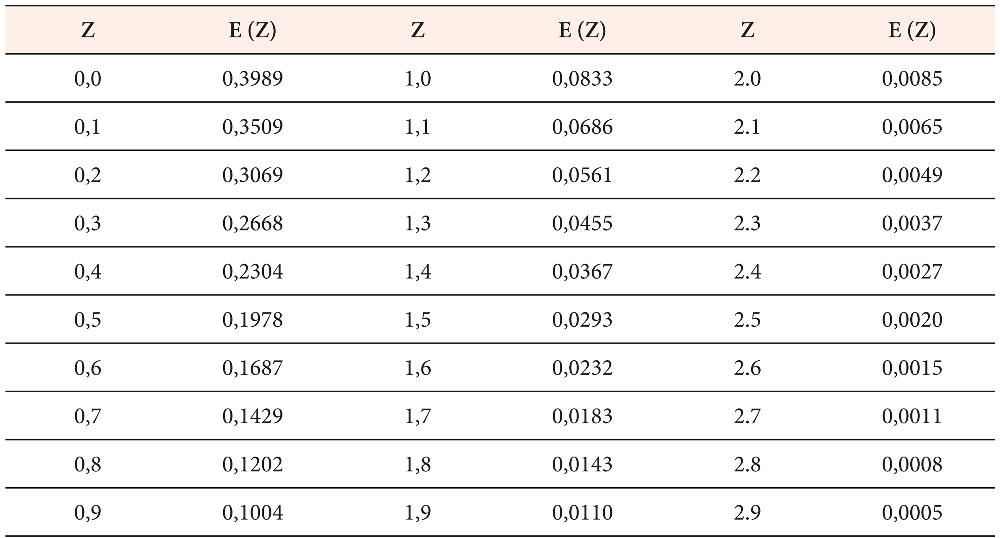 Z E (Z) Z E (Z) Z E (Z)
0,0 0,3989 1,0 0,0833 2.0 0,0085
0,1 0,3509 1,1 0,0686 2.1 0,0065
0,2 0,3069 1,2 0,0561 2.2 0,0049
0,3 0,2668 1,3 0,0455 2.3 0,0037
0,4 0,2304 1,4 0,0367 2.4 0,0027
0,5 0,1978 1,5 0,0293 2.5 0,0020
0,6 0,1687 1,6 0,0232 2.6 0,0015
0,7 0,1429 1,7 0,0183 2.7 0,0011
0,8 0,1202 1,8 0,0143 2.8 0,0008
0,9 0,1004 1,9 0,0110 2.9 0,0005